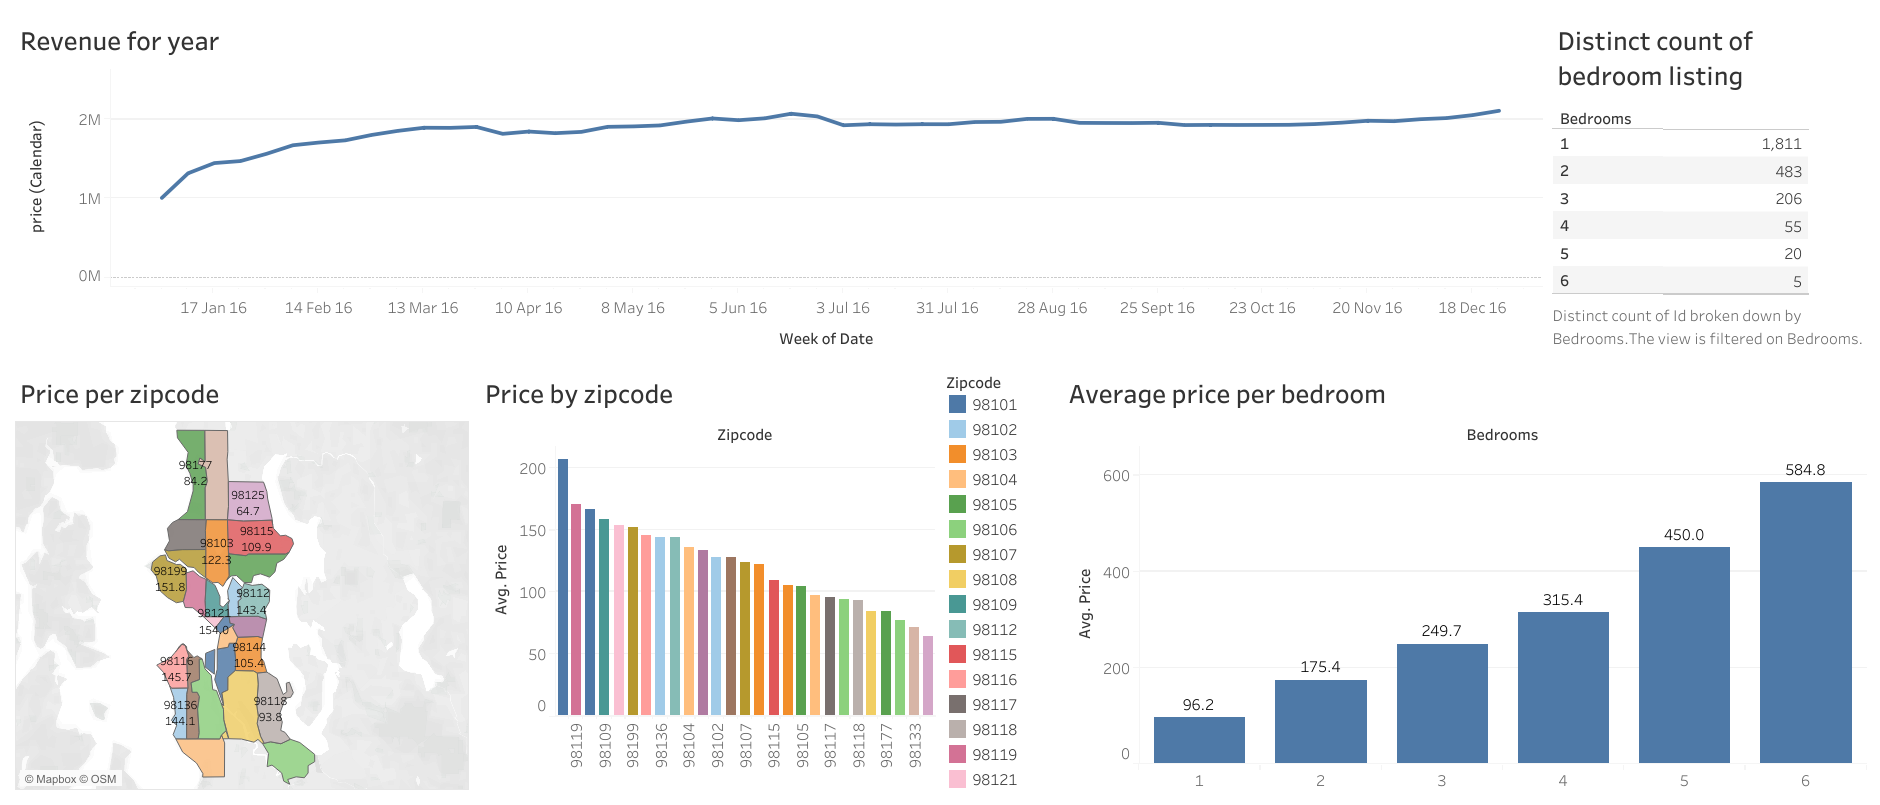 Revenue for year
price (Calendar)
2M
1M
0M
17 Jan 16
14 Feb 16
13 Mar 16
10 Apr 16
8 May 16
5 Jun 16
3 Jul 16
31 Jul 16
28 Aug 16
25 Sept 16
23 Oct 16
20 Nov 16
18 Dec 16
Week of Date
Distinct count of
bedroom listing
Bedrooms
1 1,811
2 483
3 206
4 55
5 20
6 5
Distinct count of Id broken down by
Bedrooms.The view is filtered on Bedrooms.
Price per zipcode
98177
84.2
98125
64.7
98115
109.9
98103
122.3
98199
151.8
98112
143.4
98121
154.0
98144
105.4
98116
145.7
98136
144.1
98118
93.8
© Mapbox © OSM
Price by zipcode
Zipcode
Avg. Price
200
150
100
50
0
98119
98109
98199
98136
98104
98102
98107
98115
98105
98117
98118
98177
98133
Zipcode
98101
98102
98103
98104
98105
98106
98107
98108
98109
98112
98115
98116
98117
98118
98119
98121
Average price per bedroom
Bedrooms
Avg. Price
600
400
200
0
96.2
175.4
249.7
315.4
450.0
584.8
1
2
3
4
5
6